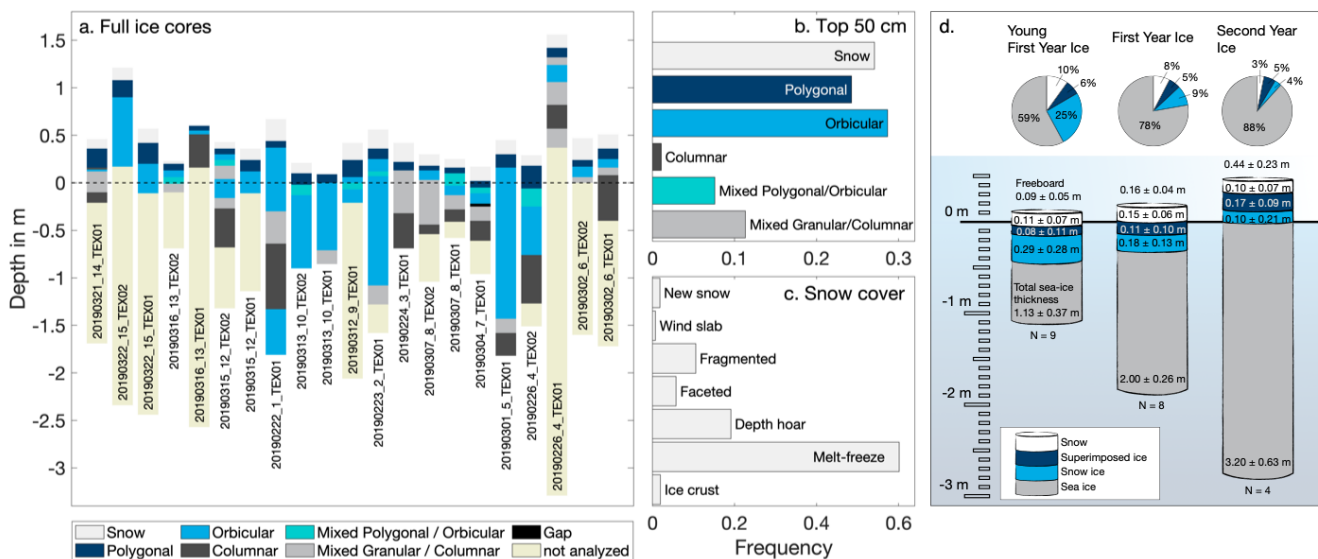 a. Full ice cores
1.5
1
0.5
0
-0.5
-1
-1.5
-2
-2.5
-3
Depth in m
20190321_14_TEX01
20190322_15_TEX02
20190322_15_TEX01
20190316_13_TEX02
20190316_13_TEX01
20190315_12_TEX02
20190315_12_TEX01
20190222_1_TEX01
20190313_10_TEX02
20190313_10_TEX01
20190312_9_TEX01
20190223_2_TEX01
20190224_3_TEX01
20190307_8_TEX02
20190307_8_TEX01
20190304_7_TEX01
20190301_5_TEX01
20190226_4_TEX02
20190226_4_TEX01
20190302_6_TEX02
20190302_6_TEX01
Snow
Orbicular
Mixed Polygonal / Orbicular
Gap
Polygonal
Columnar
Mixed Granular / Columnar
not analyzed
b. Top 50 cm
Snow
Polygonal
Orbicular
Columnar
Mixed Polygonal/Orbicular
Mixed Granular/Columnar
0
0.1
0.2
0.3
c. Snow cover
New snow
Wind slab
Fragmented
Faceted
Depth hoar
Melt-freeze
Ice crust
0
0.2
0.4
0.6
Frequency
d.
Young
First Year Ice
10%
6%
25%
59%
First Year Ice
8%
5%
9%
78%
Second Year
Ice
3%
5%
4%
88%
0 m
-1 m
-2 m
-3 m
Freeboard
0.09 ± 0.05 m
0.11 ± 0.07 m
0.08 ± 0.11 m
0.29 ± 0.28 m
Total sea-ice
thickness
1.13 ± 0.37 m
N = 9
0.16 ± 0.04 m
0.15 ± 0.06 m
0.11 ± 0.10 m
0.18 ± 0.13 m
2.00 ± 0.26 m
N = 8
0.44 ± 0.23 m
0.10 ± 0.07 m
0.17 ± 0.09 m
0.10 ± 0.21 m
3.20 ± 0.63 m
N = 4
Snow
Superimposed ice
Snow ice
Sea ice